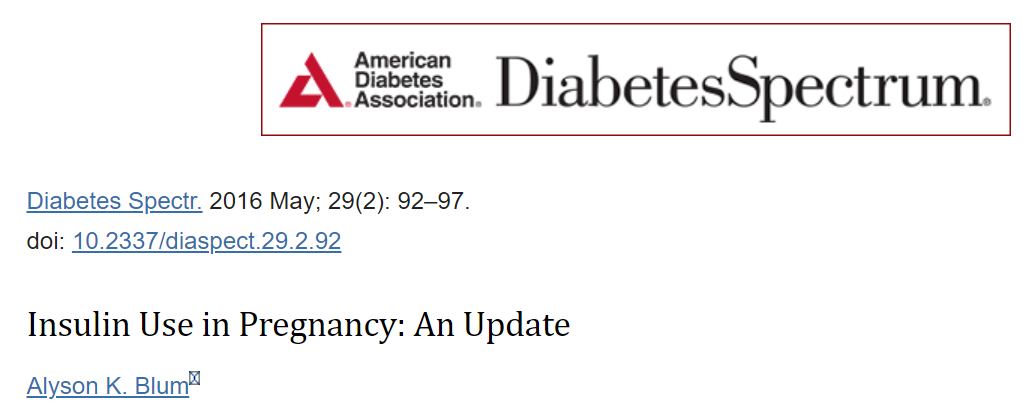 American
Diabetes
Association®
DiabetesSpectrum®
Diabetes Spectr. 2016 May; 29(2): 92–97.
doi: 10.2337/diaspect.29.2.92
Insulin Use in Pregnancy: An Update
Alyson K. Blum